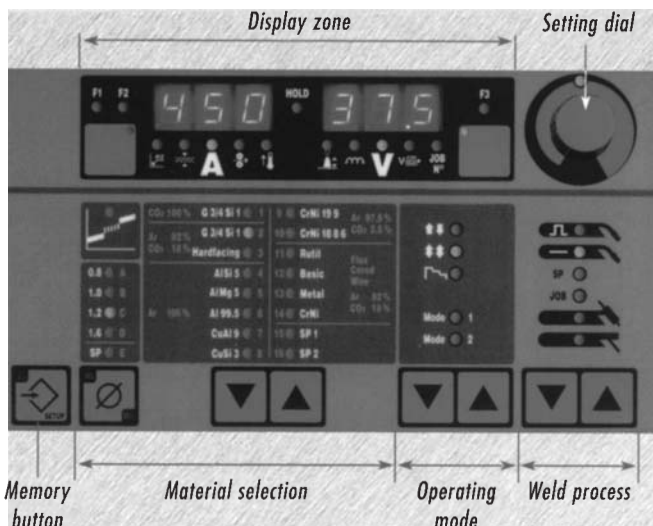 Display zone
Setting dial
F1 F2
HOLD
F3
450
37.5
A
V
JOB
N°
CO₂ 100%
G 3/4 Si 1 1
9 CrNi 19 9
G 3/4 Si 1 2
10 CrNi 18 8 6
Ar 97.5%
CO₂ 2.5%
Ar 82%
CO₂ 18%
Hardfacing 3
11 Rutil
0.8 A
AlSi 5 4
12 Basic
Flux
Cored
Wire
1.0 B
AlMg 5 5
13 Metal
Ar 82%
CO₂ 18%
1.2 C
Ar 100%
Al 99.5 6
14 CrNi
1.6 D
CuAl 9 7
15 SP 1
SP E
CuSi 3 8
16 SP 2
Mode 1
Mode 2
SP
JOB
SETUP
Memory
button
Material selection
Operating
mode
Weld process